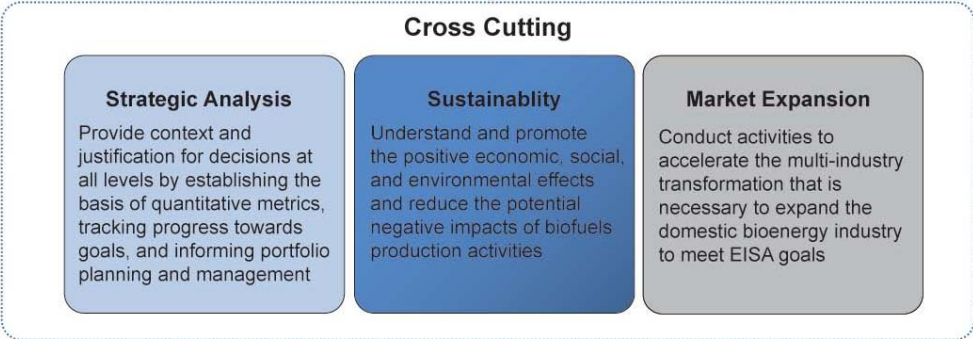 Cross Cutting
Strategic Analysis
Provide context and
justification for decisions at
all levels by establishing the
basis of quantitative metrics,
tracking progress towards
goals, and informing portfolio
planning and management
Sustainablity
Understand and promote
the positive economic, social,
and environmental effects
and reduce the potential
negative impacts of biofuels
production activities
Market Expansion
Conduct activities to
accelerate the multi-industry
transformation that is
necessary to expand the
domestic bioenergy industry
to meet EISA goals